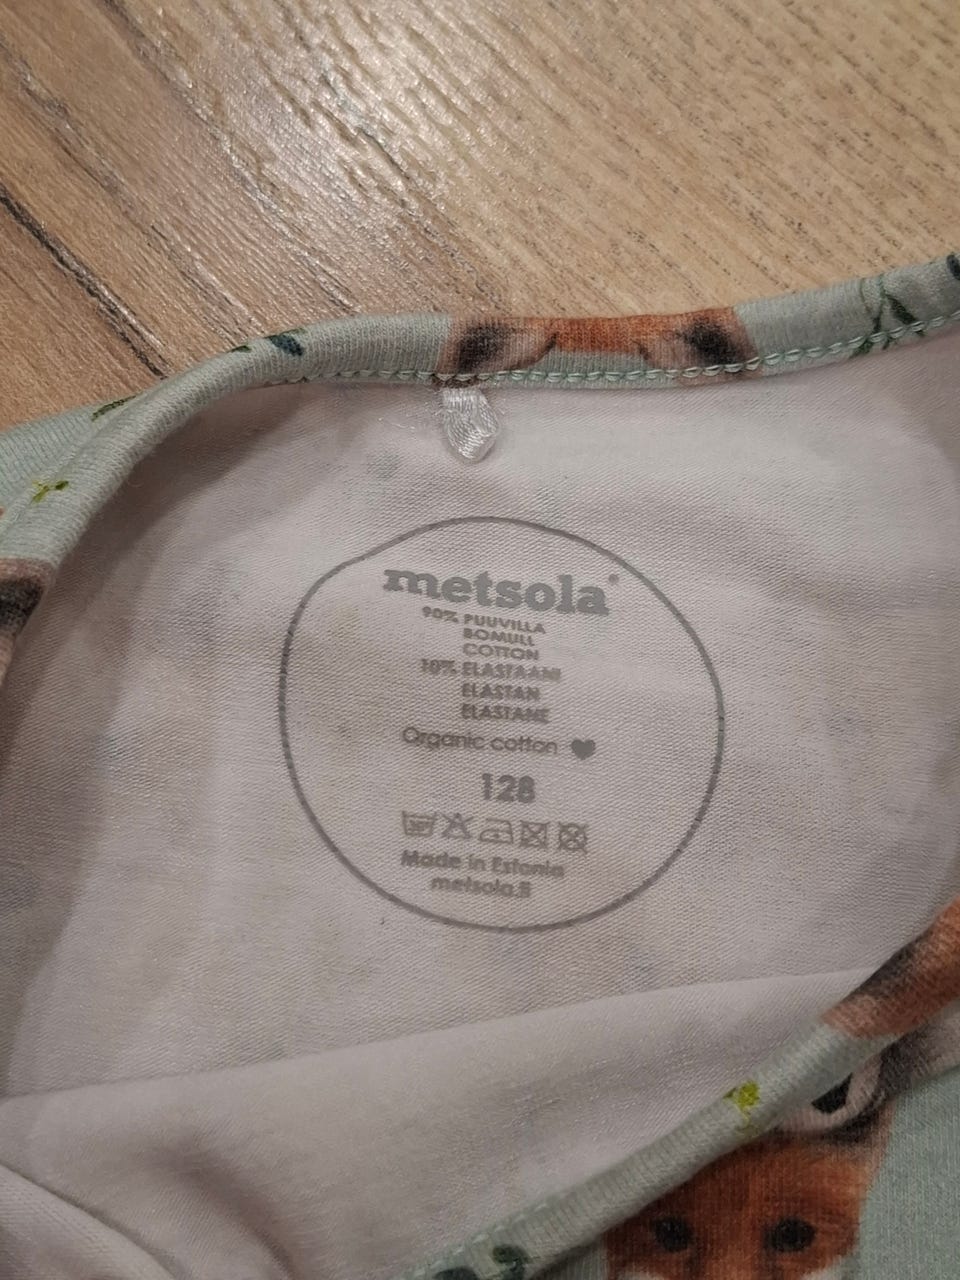 metsola®
90% PUUVILLA
BOMULL
COTTON
10% ELASTAANI
ELASTAN
ELASTANE
Organic cotton ♥
128
Made in Estonia
metsola.fi